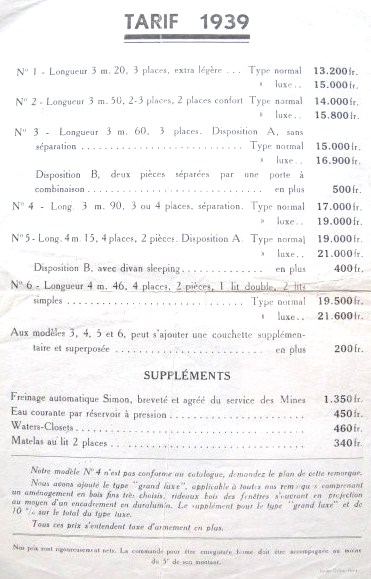 TARIF 1939
N° 1 - Longueur 3 m. 20, 3 places, extra légère ... Type normal 13.200 fr.
» luxe.. 15.000 fr.
N° 2 - Longueur 3 m. 50, 2-3 places, 2 places confort Type normal 14.000 fr.
» luxe.. 15.800 fr.
N° 3 - Longueur 3 m. 60, 3 places. Disposition A, sans
séparation ........................ Type normal 15.000 fr.
» luxe.. 16.900 fr.
Disposition B, deux pièces séparées par une porte à
combinaison ........................ en plus 500 fr.
N° 4 - Long. 3 m. 90, 3 ou 4 places, séparation. Type normal 17.000 fr.
» luxe.. 19.000 fr.
N° 5 - Long. 4 m. 15, 4 places, 2 pièces. Disposition A. Type normal 19.000 fr.
» luxe.. 21.000 fr.
Disposition B, avec divan sleeping............ en plus 400 fr.
N° 6 - Longueur 4 m. 46, 4 places, 2 pièces, 1 lit double, 2 lits
simples ........................ Type normal 19.500 fr.
» luxe.. 21.600 fr.
Aux modèles 3, 4, 5 et 6, peut s'ajouter une couchette supplémen-
taire et superposée .................... en plus 200 fr.
SUPPLÉMENTS
Freinage automatique Simon, breveté et agréé du service des Mines 1.350 fr.
Eau courante par réservoir à pression .................... 450 fr.
Waters-Closets.............................. 460 fr.
Matelas au lit 2 places .. ........................ 340 fr.
Notre modèle N° 4 n'est pas conforme au catalogue, demandez le plan de cette remorque.
Nous avons ajouté le type "grand luxe", applicable à toutes nos remorques comprenant
un aménagement en bois fins très choisis, rideaux bois des fenêtres s'ouvrant en projection
au moyen d'un encadrement en duralumin. Le supplément pour le type "grand luxe" est de
10 % sur le total du type luxe.
Tous ces prix s'entendent taxe d'armement en plus.
Nos prix sont rigoureusement nets. La commande pour être enregistrée ferme doit être accompagnée au moins
du 3e de son montant.